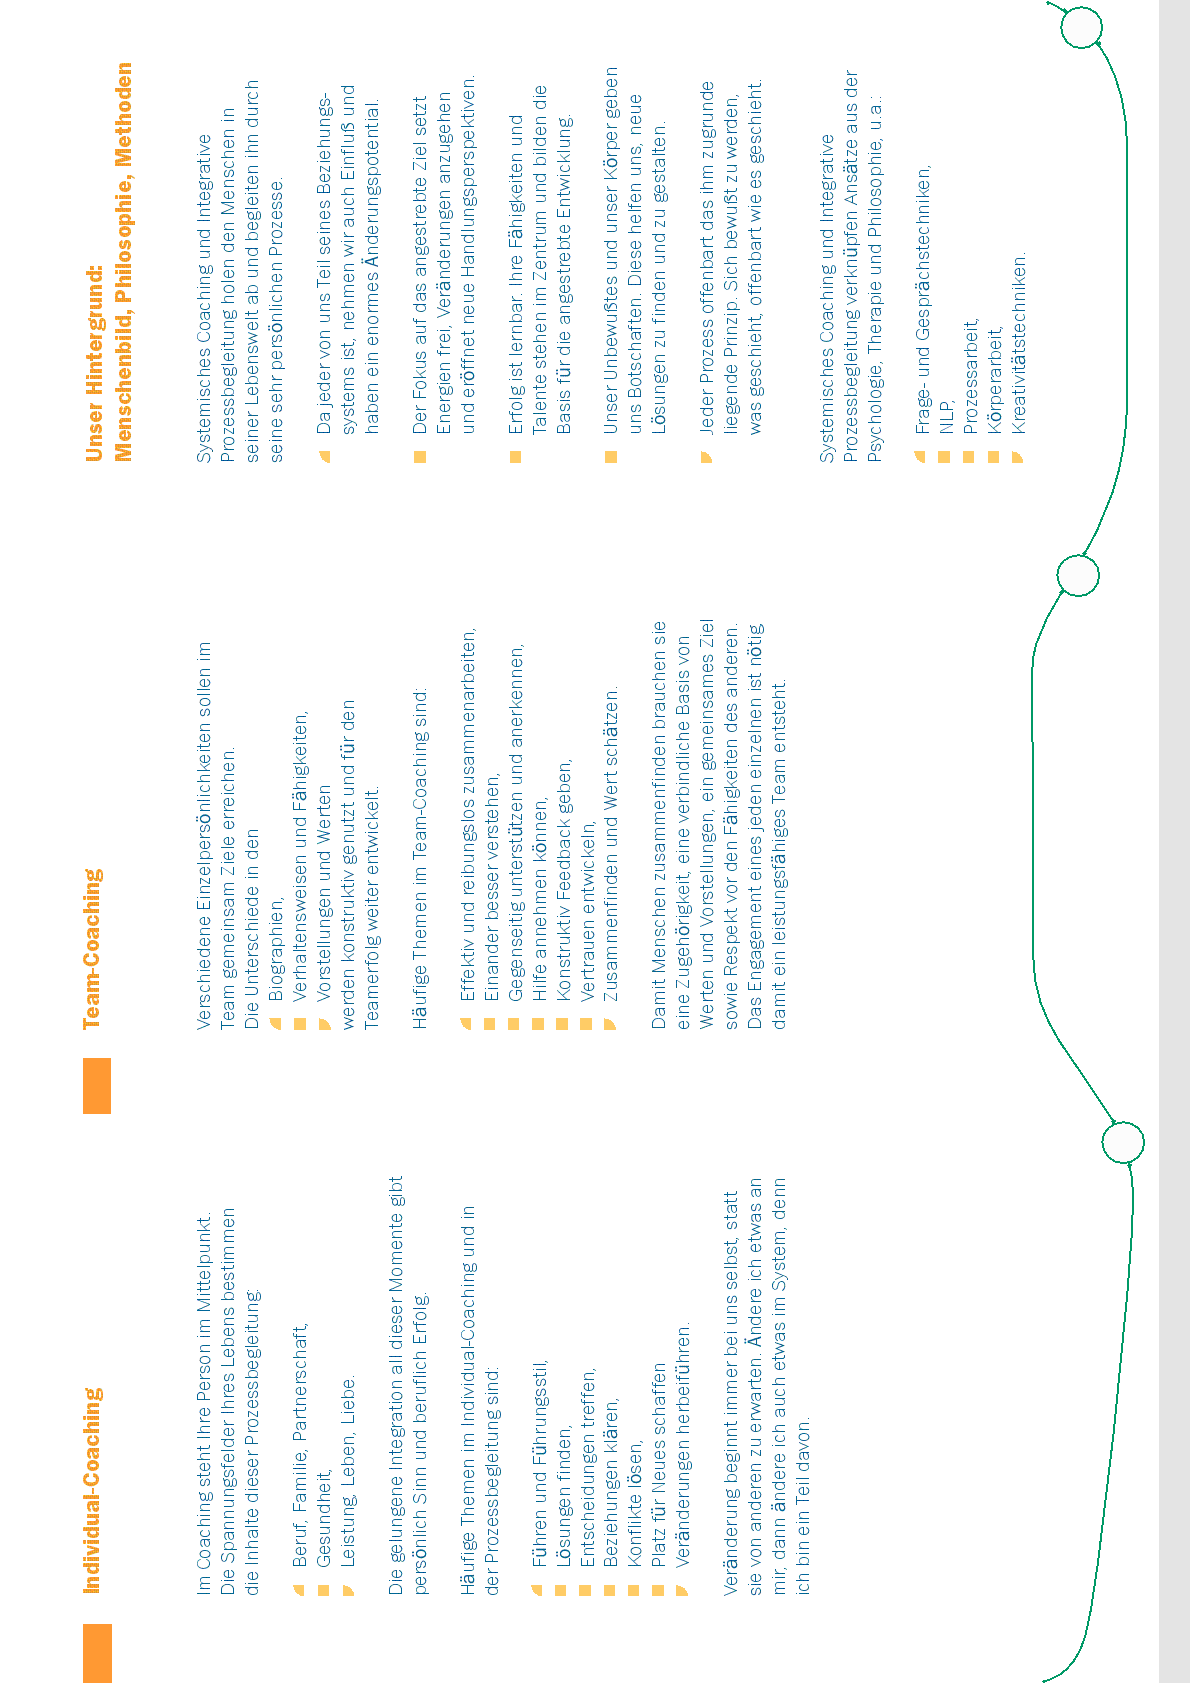 Individual-Coaching
Im Coaching steht Ihre Person im Mittelpunkt.
Die Spannungsfelder Ihres Lebens bestimmen
die Inhalte dieser Prozessbegleitung:
Beruf, Familie, Partnerschaft,
Gesundheit,
Leistung, Leben, Liebe.
Die gelungene Integration all dieser Momente gibt
persönlich Sinn und beruflich Erfolg.
Häufige Themen im Individual-Coaching und in
der Prozessbegleitung sind:
Führen und Führungsstil,
Lösungen finden,
Entscheidungen treffen,
Beziehungen klären,
Konflikte lösen,
Platz für Neues schaffen
Veränderungen herbeiführen.
Veränderung beginnt immer bei uns selbst, statt
sie von anderen zu erwarten. Ändere ich etwas an
mir, dann ändere ich auch etwas im System, denn
ich bin ein Teil davon.
Team-Coaching
Verschiedene Einzelpersönlichkeiten sollen im
Team gemeinsam Ziele erreichen.
Die Unterschiede in den
Biographien,
Verhaltensweisen und Fähigkeiten,
Vorstellungen und Werten
werden konstruktiv genutzt und für den
Teamerfolg weiter entwickelt.
Häufige Themen im Team-Coaching sind:
Effektiv und reibungslos zusammenarbeiten,
Einander besser verstehen,
Gegenseitig unterstützen und anerkennen,
Hilfe annehmen können,
Konstruktiv Feedback geben,
Vertrauen entwickeln,
Zusammenfinden und Wert schätzen.
Damit Menschen zusammenfinden brauchen sie
eine Zugehörigkeit, eine verbindliche Basis von
Werten und Vorstellungen, ein gemeinsames Ziel
sowie Respekt vor den Fähigkeiten des anderen.
Das Engagement eines jeden einzelnen ist nötig
damit ein leistungsfähiges Team entsteht.
Unser Hintergrund:
Menschenbild, Philosophie, Methoden
Systemisches Coaching und Integrative
Prozessbegleitung holen den Menschen in
seiner Lebenswelt ab und begleiten ihn durch
seine sehr persönlichen Prozesse.
Da jeder von uns Teil seines Beziehungs-
systems ist, nehmen wir auch Einfluß und
haben ein enormes Änderungspotential.
Der Fokus auf das angestrebte Ziel setzt
Energien frei, Veränderungen anzugehen
und eröffnet neue Handlungsperspektiven.
Erfolg ist lernbar. Ihre Fähigkeiten und
Talente stehen im Zentrum und bilden die
Basis für die angestrebte Entwicklung.
Unser Unbewußtes und unser Körper geben
uns Botschaften. Diese helfen uns, neue
Lösungen zu finden und zu gestalten.
Jeder Prozess offenbart das ihm zugrunde
liegende Prinzip. Sich bewußt zu werden,
was geschieht, offenbart wie es geschieht.
Systemisches Coaching und Integrative
Prozessbegleitung verknüpfen Ansätze aus der
Psychologie, Therapie und Philosophie, u.a.:
Frage- und Gesprächstechniken,
NLP,
Prozessarbeit,
Körperarbeit,
Kreativitätstechniken.